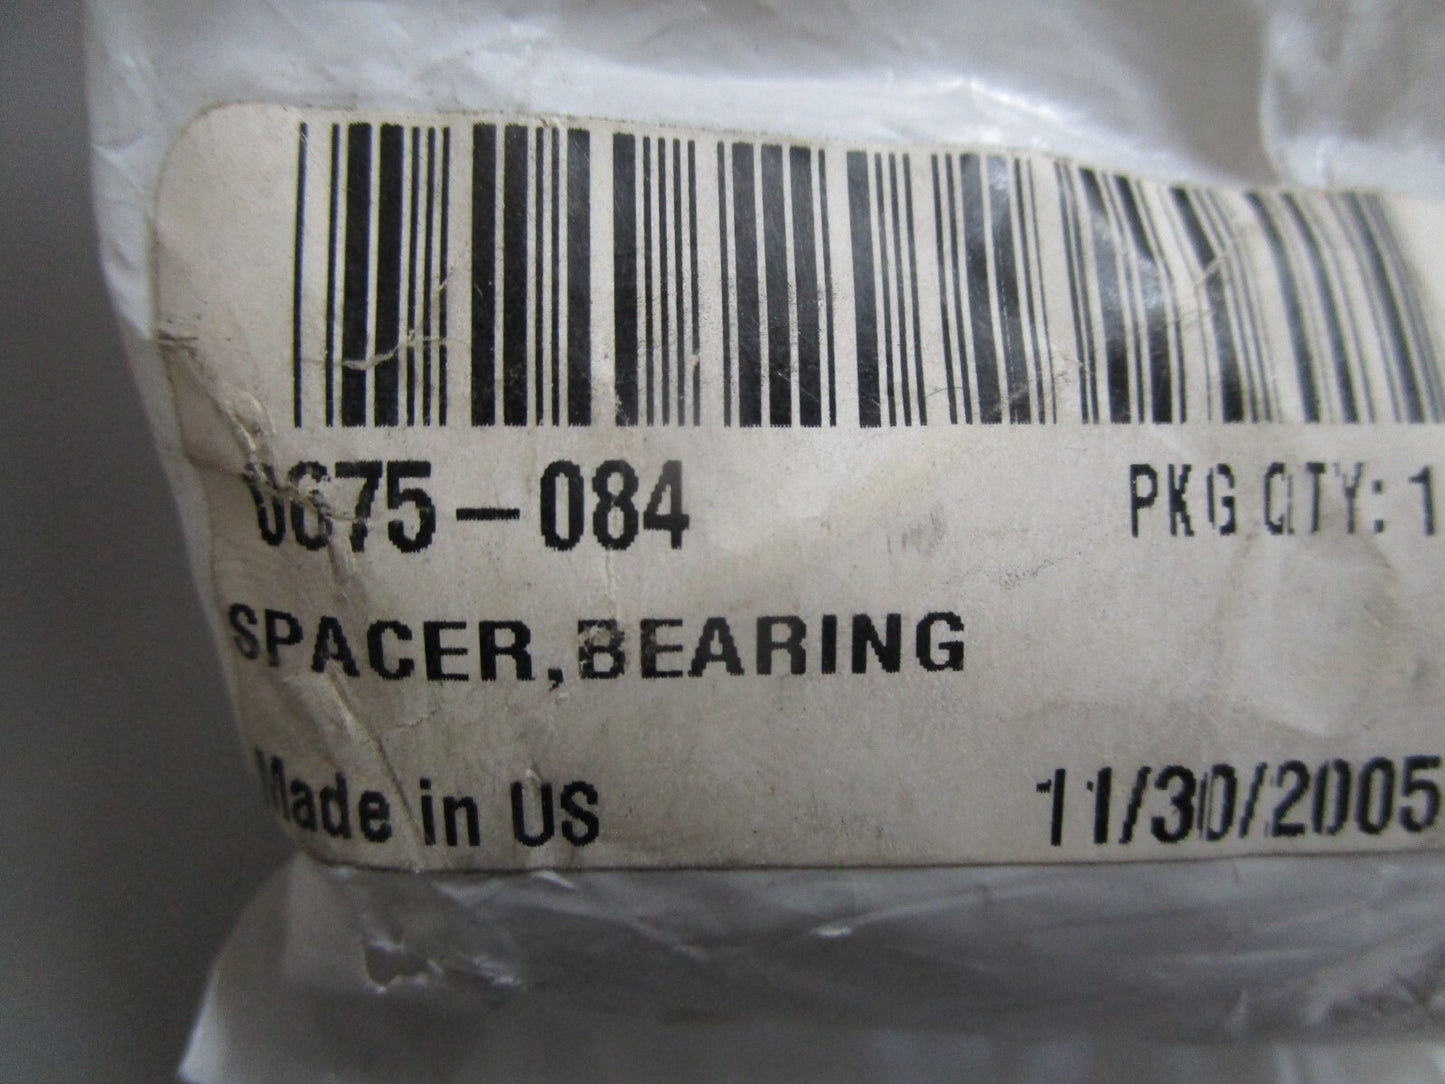 0675-084 PKG QTY: 1
SPACER,BEARING
Made in US 11/30/2005